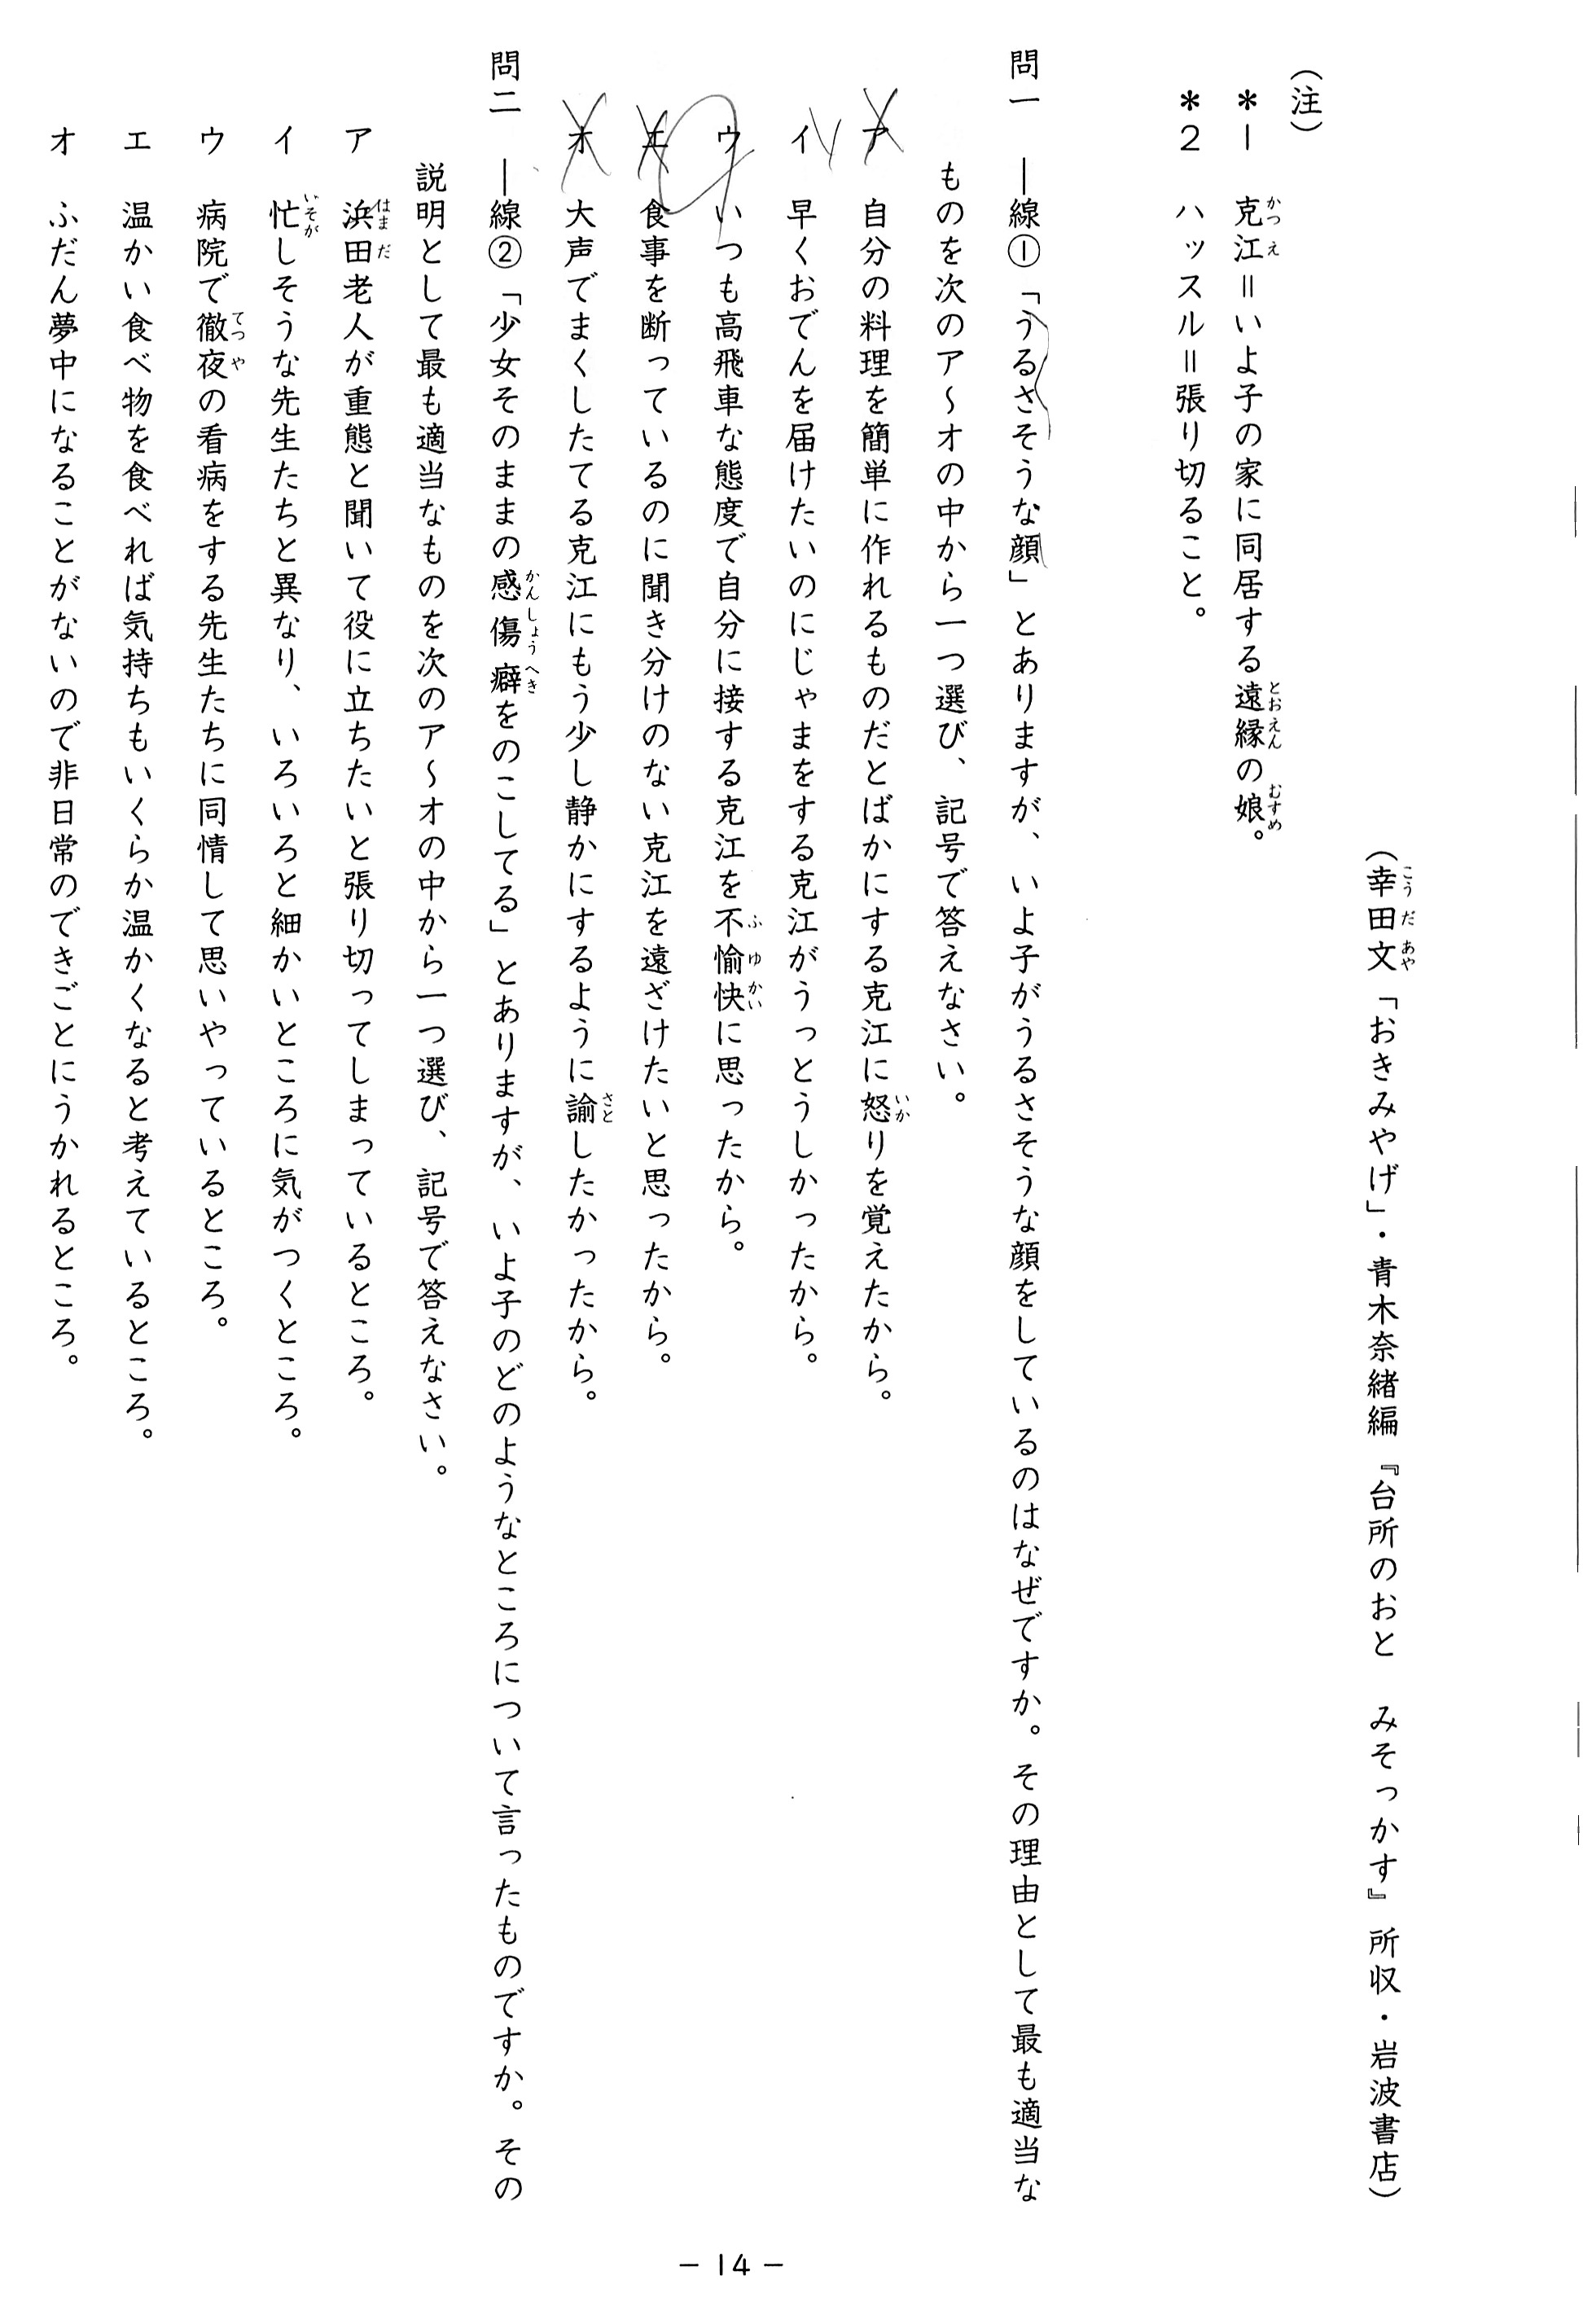 (幸田文「おきみやげ」・青木奈緒編『台所のおと　みそっかす』所収・岩波書店)
(注)
＊1　克江＝いよ子の家に同居する遠縁の娘。
＊2　ハッスル＝張り切ること。
問一　―線①「うるさそうな顔」とありますが、いよ子がうるさそうな顔をしているのはなぜですか。その理由として最も適当な
ものを次のア～オの中から一つ選び、記号で答えなさい。
ア　自分の料理を簡単に作れるものだとばかにする克江に怒りを覚えたから。
イ　早くおでんを届けたいのにじゃまをする克江がうっとうしかったから。
ウ　いつも高飛車な態度で自分に接する克江を不愉快に思ったから。
エ　食事を断っているのに聞き分けのない克江を遠ざけたいと思ったから。
オ　大声でまくしたてる克江にもう少し静かにするように諭したかったから。
問二　―線②「少女そのままの感傷癖をのこしてる」とありますが、いよ子のどのようなところについて言ったものですか。その
説明として最も適当なものを次のア～オの中から一つ選び、記号で答えなさい。
ア　浜田老人が重態と聞いて役に立ちたいと張り切ってしまっているところ。
イ　忙しそうな先生たちと異なり、いろいろと細かいところに気がつくところ。
ウ　病院で徹夜の看病をする先生たちに同情して思いやっているところ。
エ　温かい食べ物を食べれば気持ちもいくらか温かくなると考えているところ。
オ　ふだん夢中になることがないので非日常のできごとにうかれるところ。
－14－